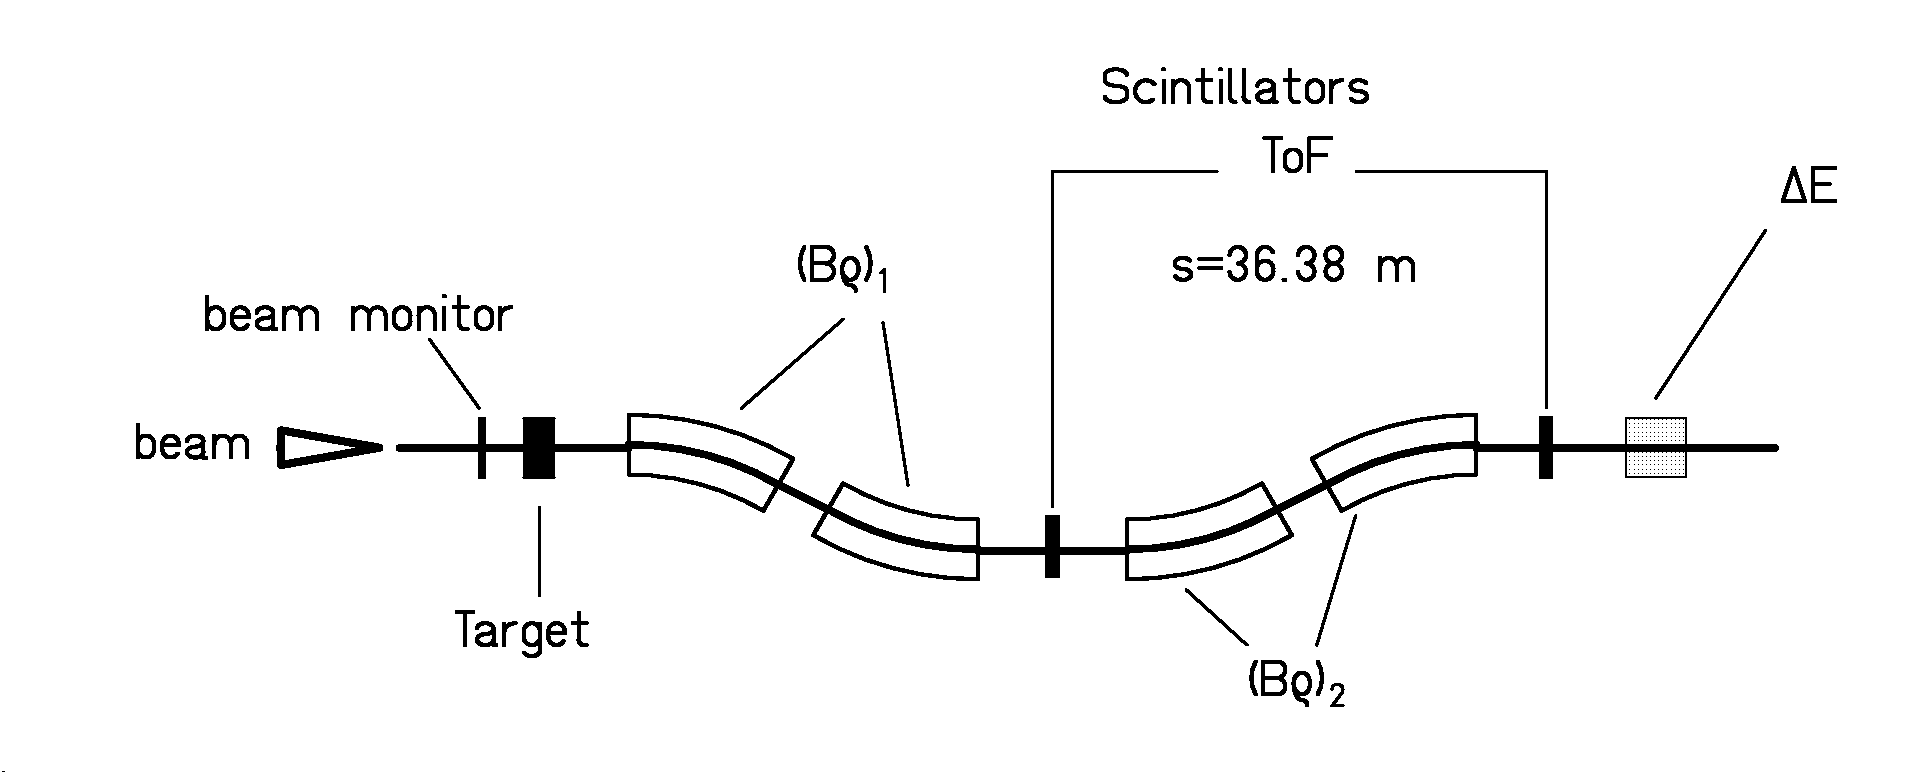 Scintillators
ToF
ΔE
(Bϱ)₁
s=36.38 m
beam monitor
beam
Target
(Bϱ)₂